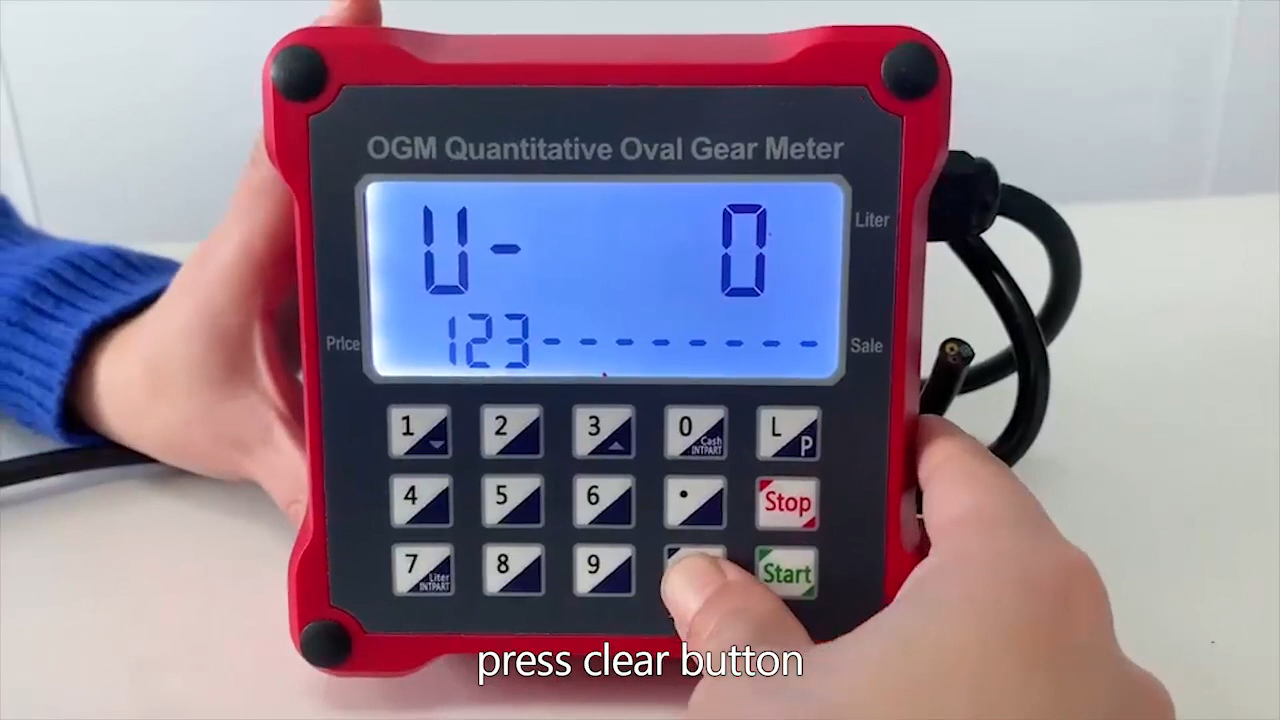 OGM Quantitative Oval Gear Meter
U- 0
Liter
Price
123--------
Sale
1 2 3 0 Cash INTPART L P
4 5 6 . Stop
7 Liter INTPART 8 9 Start
press clear button